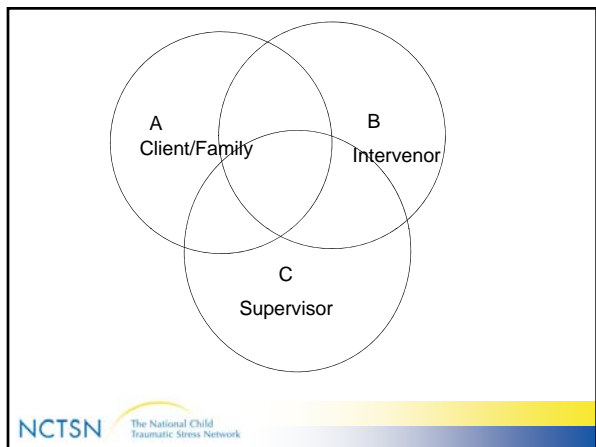 A
Client/Family
B
Intervenor
C
Supervisor
NCTSN
The National Child
Traumatic Stress Network